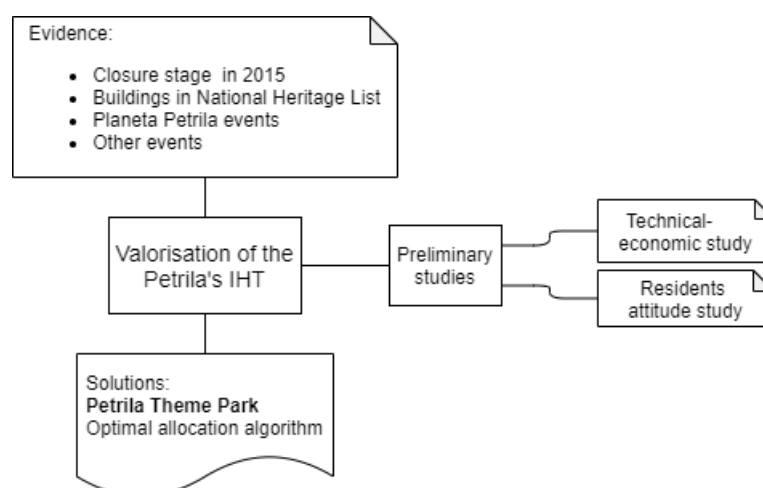 Evidence:
• Closure stage in 2015
• Buildings in National Heritage List
• Planeta Petrila events
• Other events
Valorisation of the
Petrila's IHT
Preliminary
studies
Technical-
economic study
Residents
attitude study
Solutions:
Petrila Theme Park
Optimal allocation algorithm